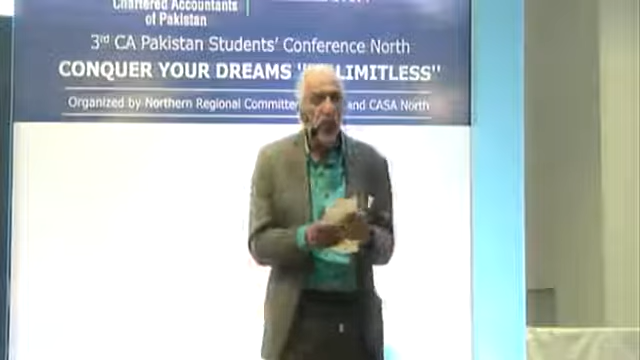 Chartered Accountants
of Pakistan
3rd CA Pakistan Students' Conference North
CONQUER YOUR DREAMS LIMITLESS"
Organized by Northern Regional Committee and CASA North